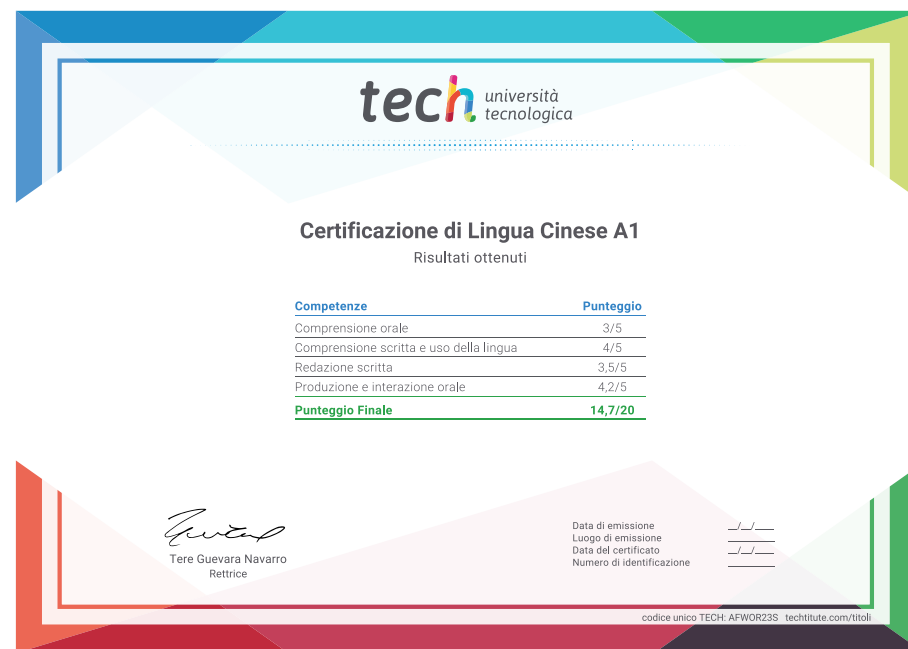 tech università
tecnologica
Certificazione di Lingua Cinese A1
Risultati ottenuti
Competenze Punteggio
Comprensione orale 3/5
Comprensione scritta e uso della lingua 4/5
Redazione scritta 3,5/5
Produzione e interazione orale 4,2/5
Punteggio Finale 14,7/20
Tere Guevara Navarro
Rettrice
Data di emissione __/__/____
Luogo di emissione ________
Data del certificato __/__/____
Numero di identificazione ________
codice unico TECH: AFWOR23S techtitute.com/titoli